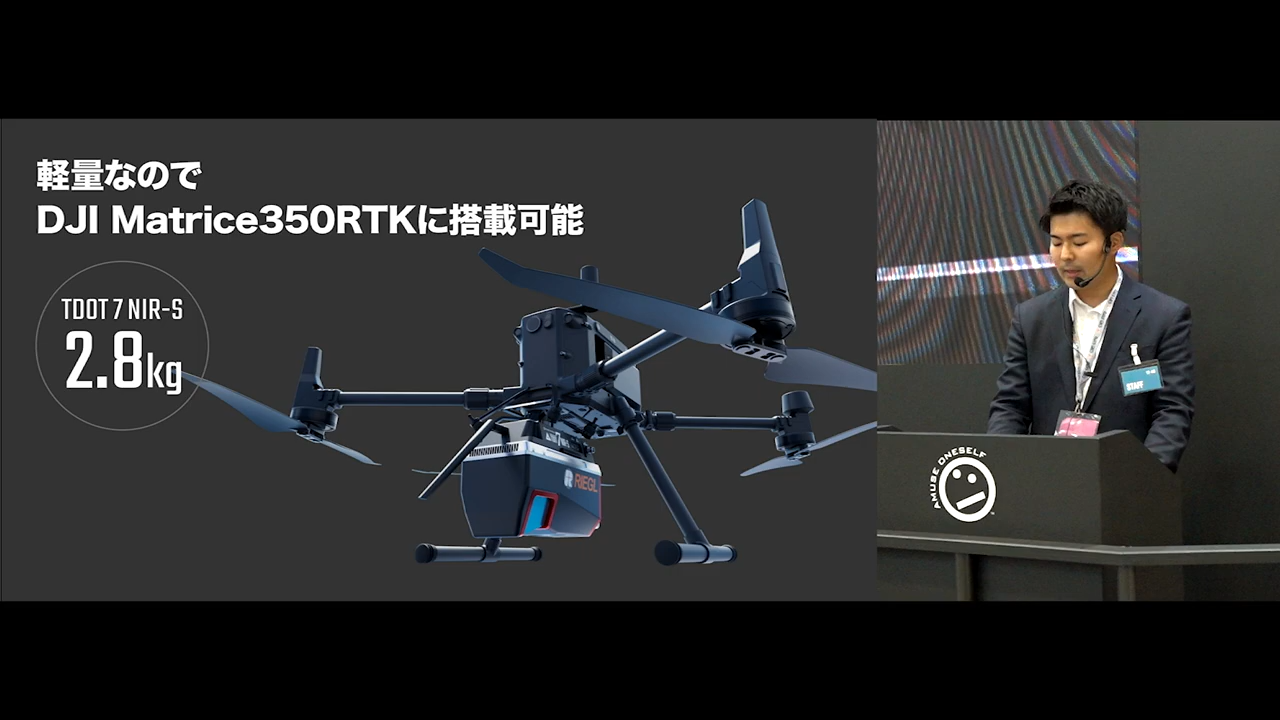 軽量なので
DJI Matrice350RTKに搭載可能
TDOT 7 NIR-S
2.8kg
RIEGL
STAFF
AMUSE ONESELF